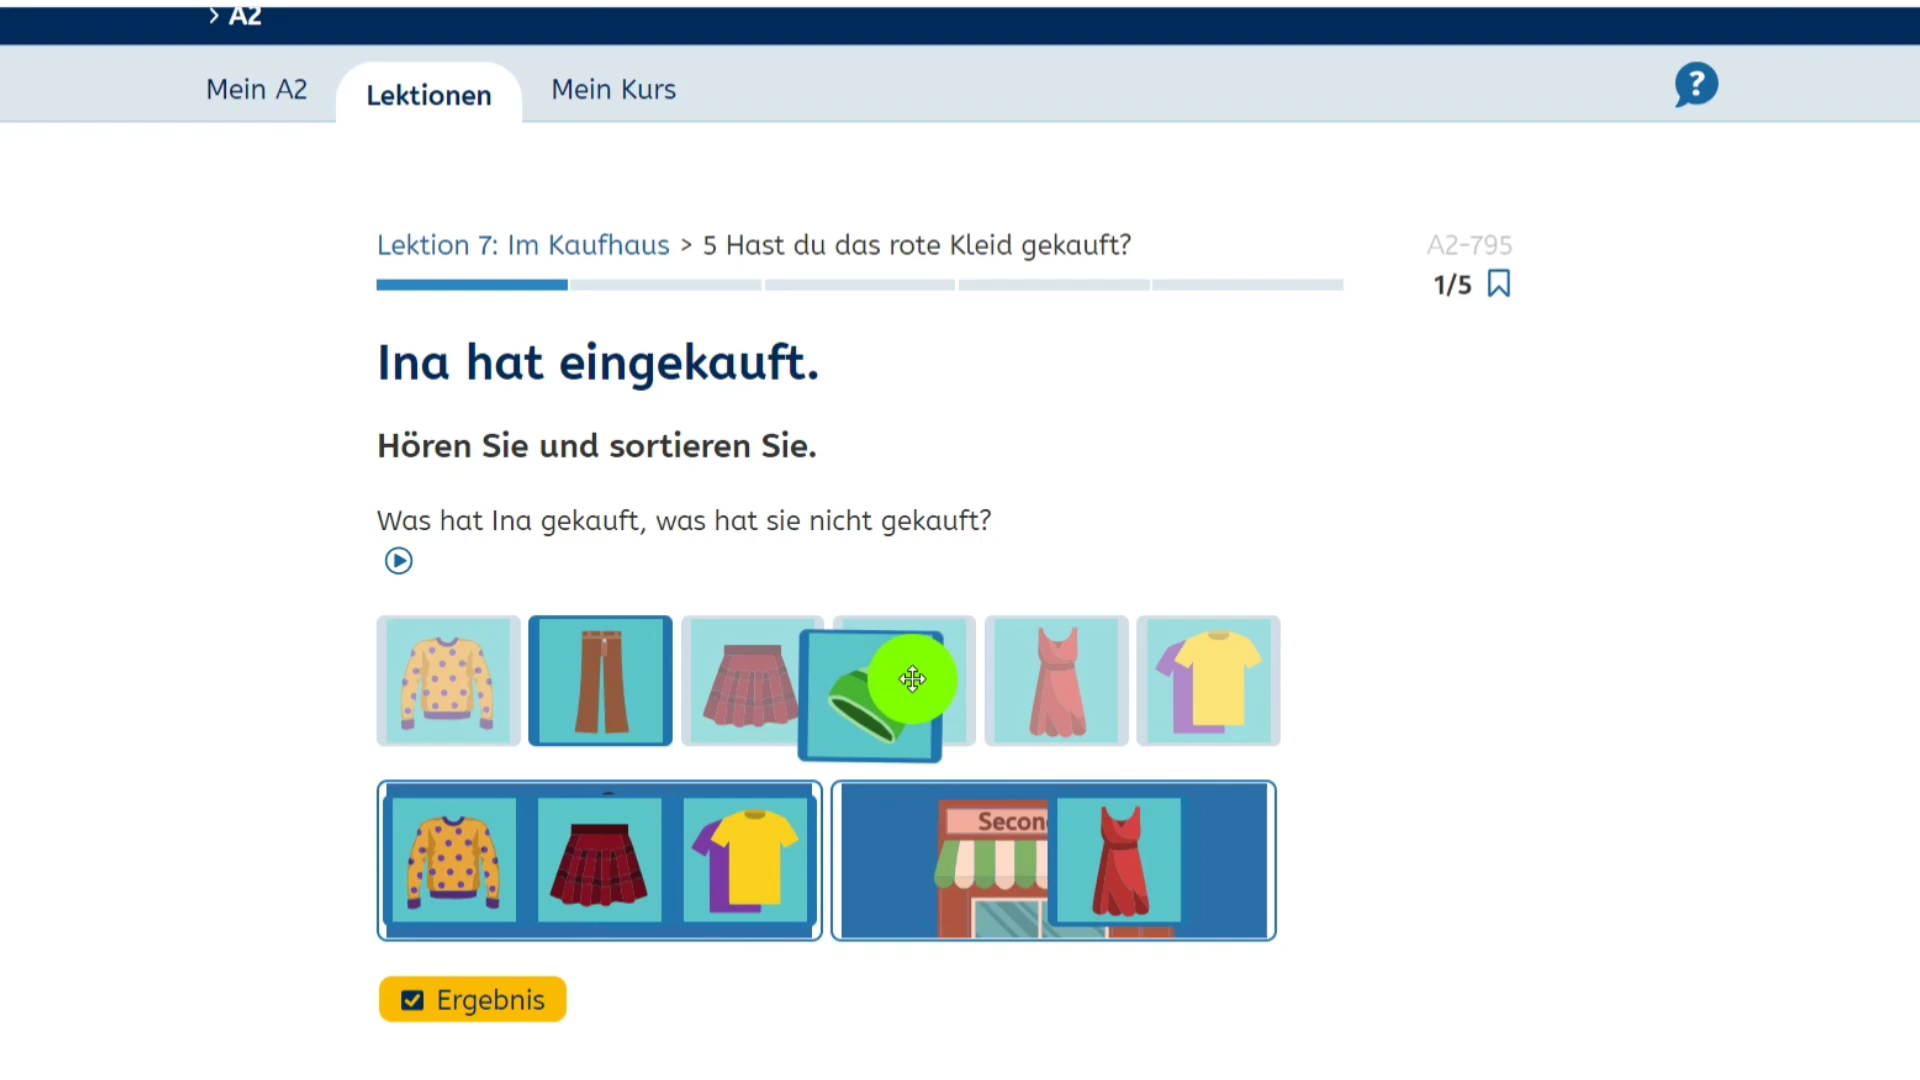 > A2
Mein A2
Lektionen
Mein Kurs
?
Lektion 7: Im Kaufhaus > 5 Hast du das rote Kleid gekauft?
A2-795
1/5
Ina hat eingekauft.
Hören Sie und sortieren Sie.
Was hat Ina gekauft, was hat sie nicht gekauft?
Secon
Ergebnis